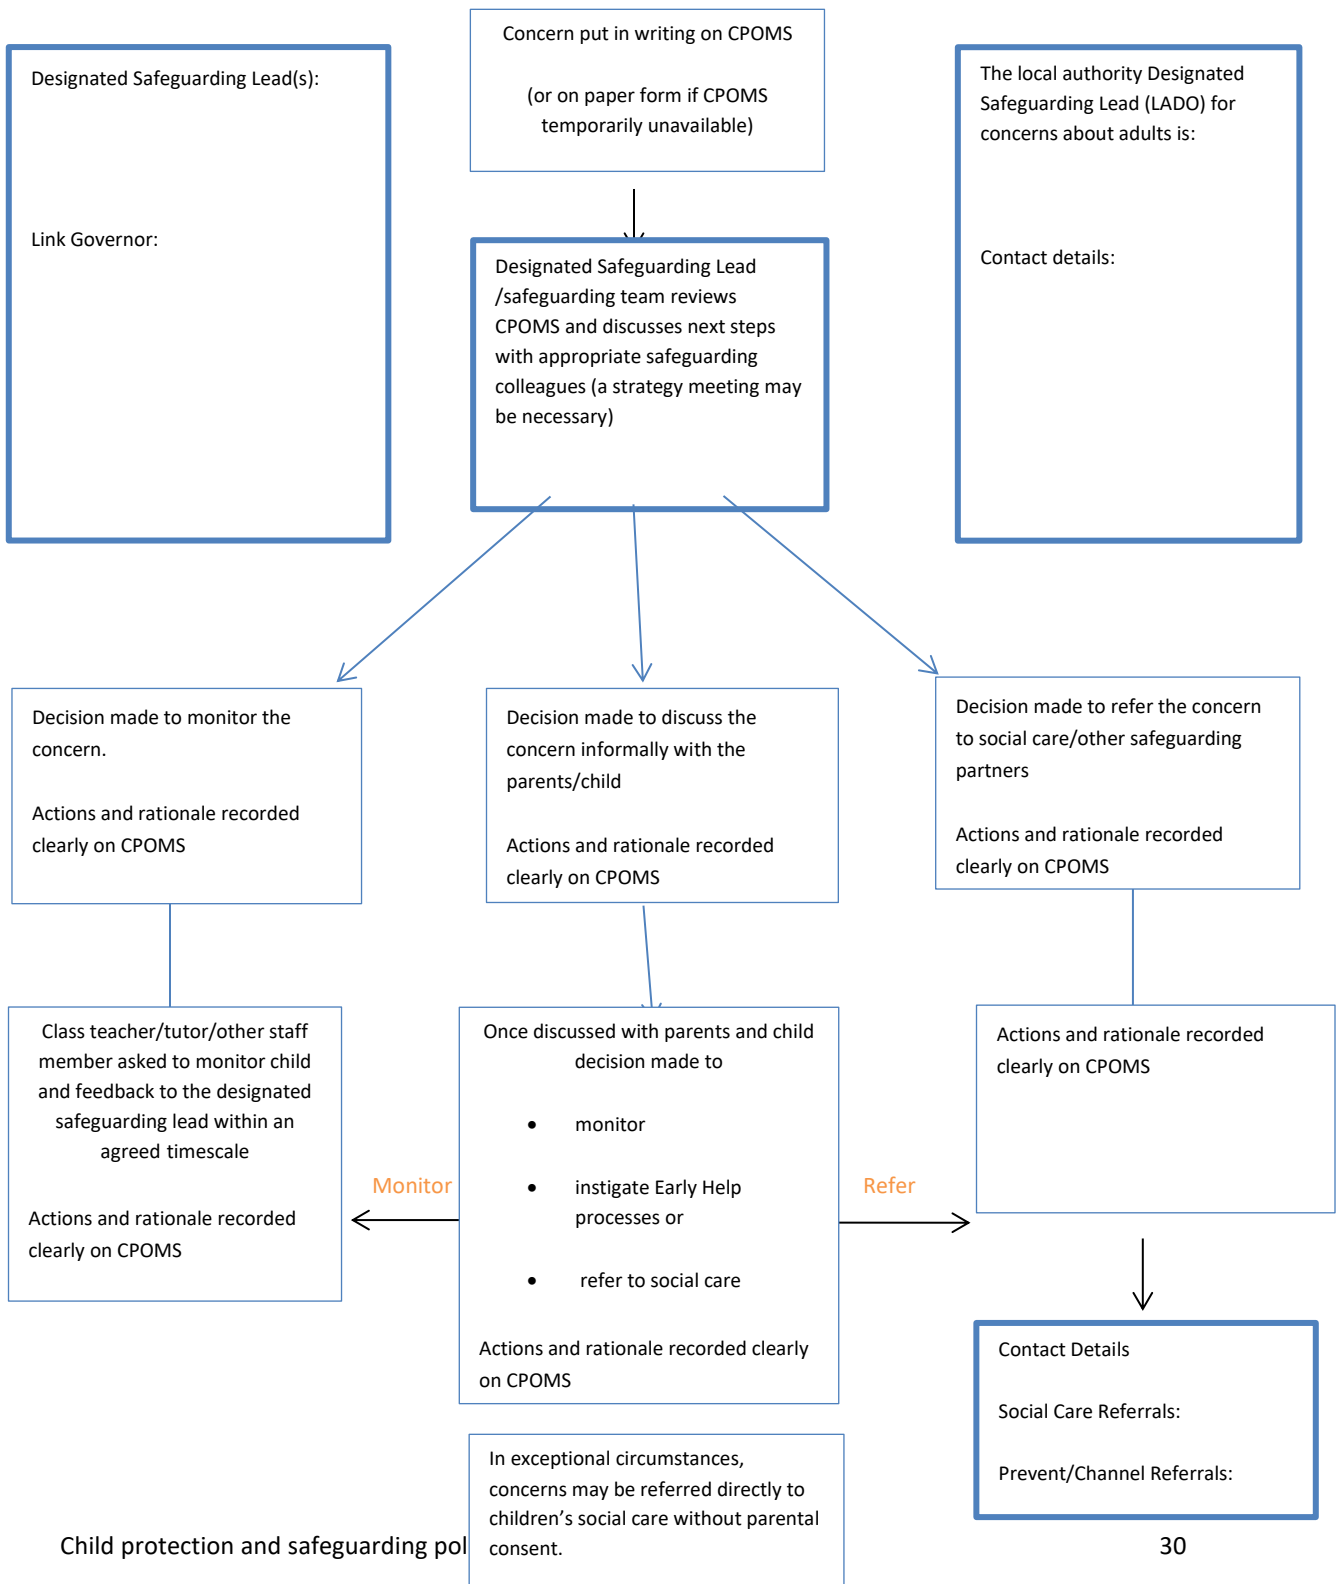 Concern put in writing on CPOMS
(or on paper form if CPOMS
temporarily unavailable)
Designated Safeguarding Lead(s):
Link Governor:
The local authority Designated
Safeguarding Lead (LADO) for
concerns about adults is:
Contact details:
Designated Safeguarding Lead
/safeguarding team reviews
CPOMS and discusses next steps
with appropriate safeguarding
colleagues (a strategy meeting may
be necessary)
Decision made to monitor the
concern.
Actions and rationale recorded
clearly on CPOMS
Decision made to discuss the
concern informally with the
parents/child
Actions and rationale recorded
clearly on CPOMS
Decision made to refer the concern
to social care/other safeguarding
partners
Actions and rationale recorded
clearly on CPOMS
Class teacher/tutor/other staff
member asked to monitor child
and feedback to the designated
safeguarding lead within an
agreed timescale
Actions and rationale recorded
clearly on CPOMS
Monitor
Once discussed with parents and child
decision made to
• monitor
• instigate Early Help
processes or
• refer to social care
Actions and rationale recorded clearly
on CPOMS
Refer
Actions and rationale recorded
clearly on CPOMS
Contact Details
Social Care Referrals:
Prevent/Channel Referrals:
In exceptional circumstances,
concerns may be referred directly to
children’s social care without parental
consent.
Child protection and safeguarding pol
30